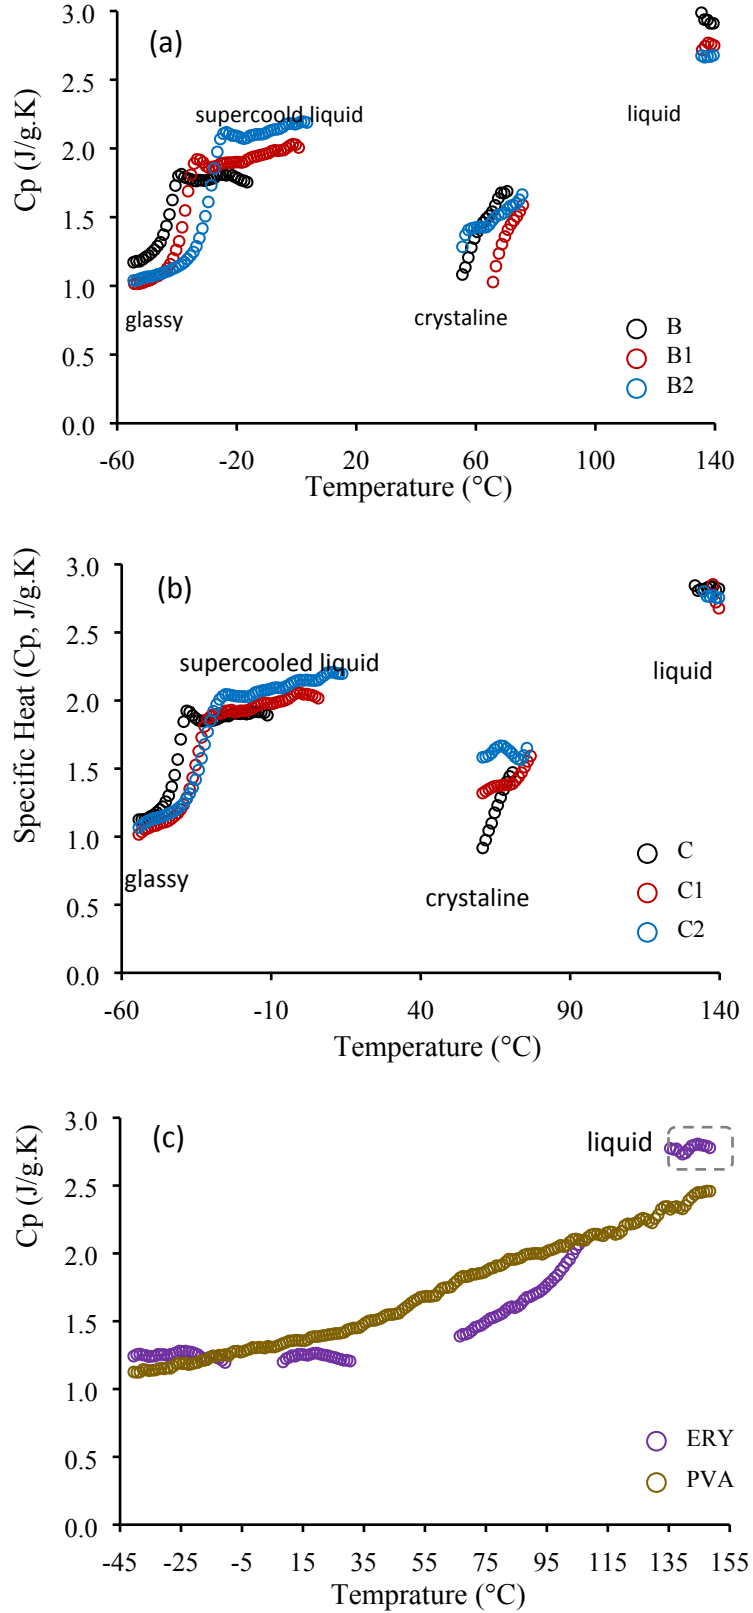 3.0
(a)
2.5
supercoold liquid
liquid
2.0
Cp (J/g.K)
1.5
1.0
glassy
crystaline
B
B1
B2
0.5
0.0
-60 -20 20 60 100 140
Temperature (°C)
3.0
(b)
2.5
supercooled liquid
liquid
2.0
Specific Heat (Cp, J/g.K)
1.5
1.0
glassy
crystaline
C
C1
C2
0.5
0.0
-60 -10 40 90 140
Temperature (°C)
3.0
(c)
liquid
2.5
Cp (J/g.K)
2.0
1.5
1.0
0.5
ERY
PVA
0.0
-45 -25 -5 15 35 55 75 95 115 135 155
Temprature (°C)